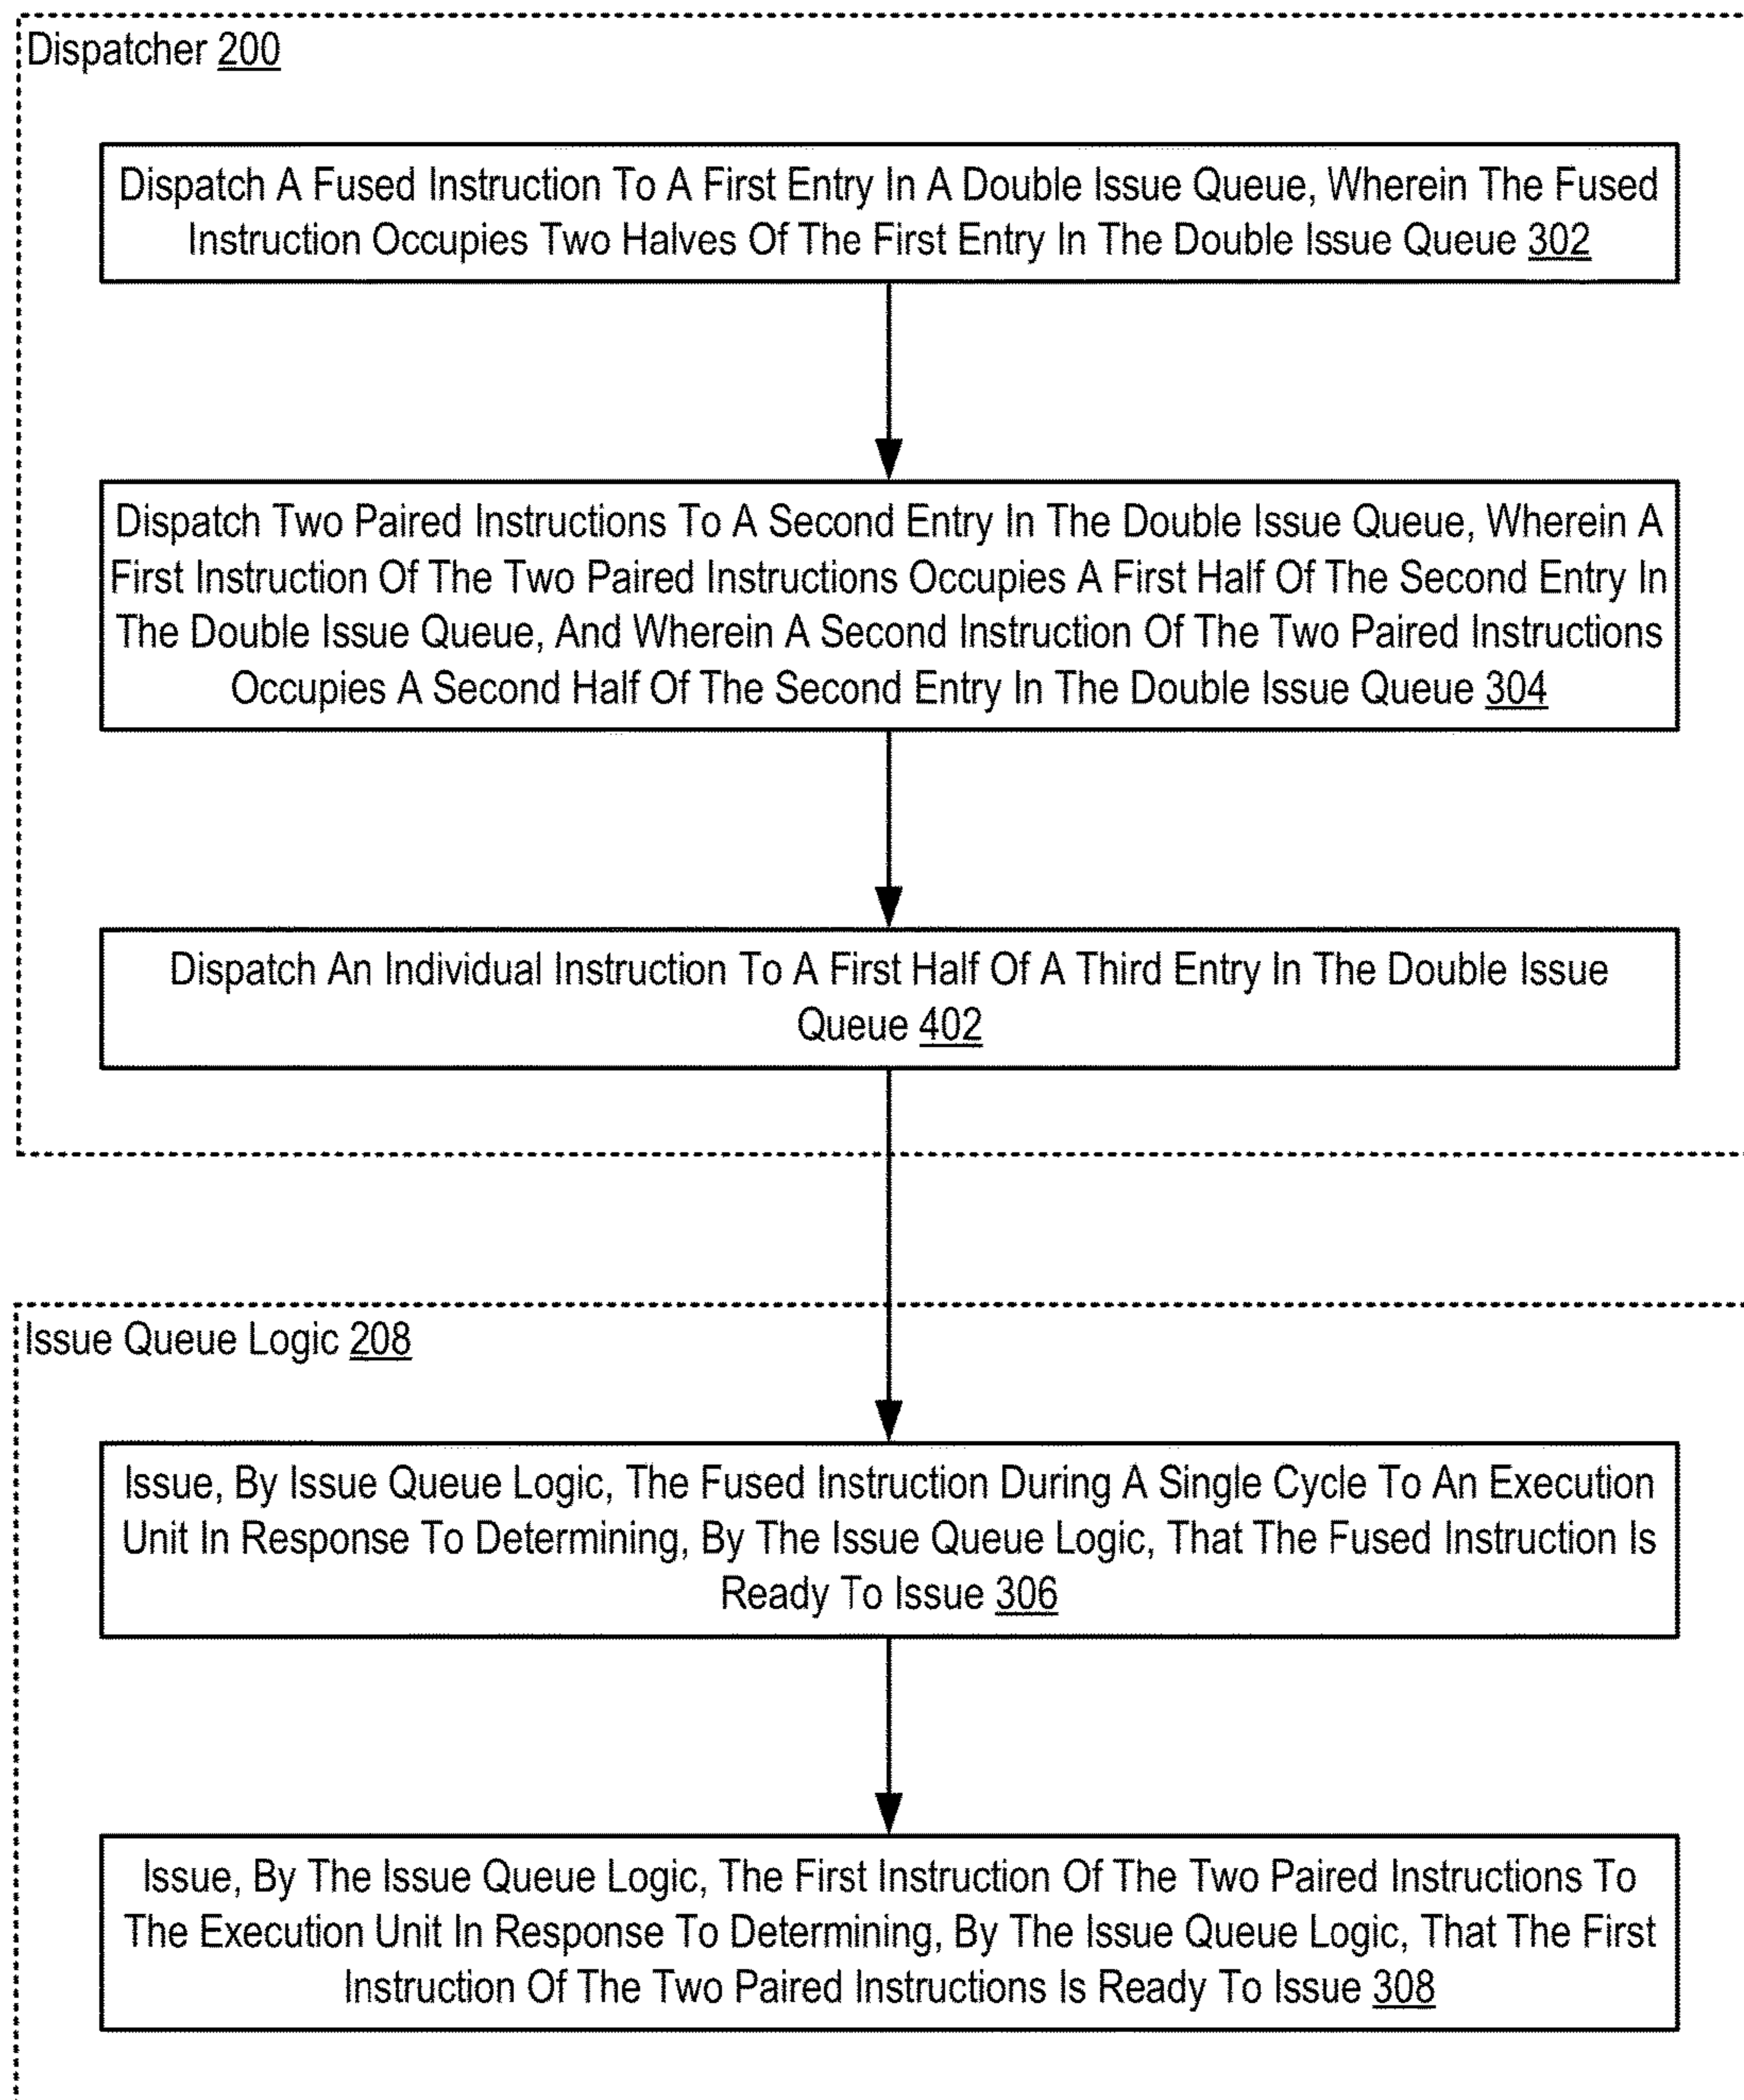 Dispatcher 200
Dispatch A Fused Instruction To A First Entry In A Double Issue Queue, Wherein The Fused
Instruction Occupies Two Halves Of The First Entry In The Double Issue Queue 302
Dispatch Two Paired Instructions To A Second Entry In The Double Issue Queue, Wherein A
First Instruction Of The Two Paired Instructions Occupies A First Half Of The Second Entry In
The Double Issue Queue, And Wherein A Second Instruction Of The Two Paired Instructions
Occupies A Second Half Of The Second Entry In The Double Issue Queue 304
Dispatch An Individual Instruction To A First Half Of A Third Entry In The Double Issue
Queue 402
Issue Queue Logic 208
Issue, By Issue Queue Logic, The Fused Instruction During A Single Cycle To An Execution
Unit In Response To Determining, By The Issue Queue Logic, That The Fused Instruction Is
Ready To Issue 306
Issue, By The Issue Queue Logic, The First Instruction Of The Two Paired Instructions To
The Execution Unit In Response To Determining, By The Issue Queue Logic, That The First
Instruction Of The Two Paired Instructions Is Ready To Issue 308